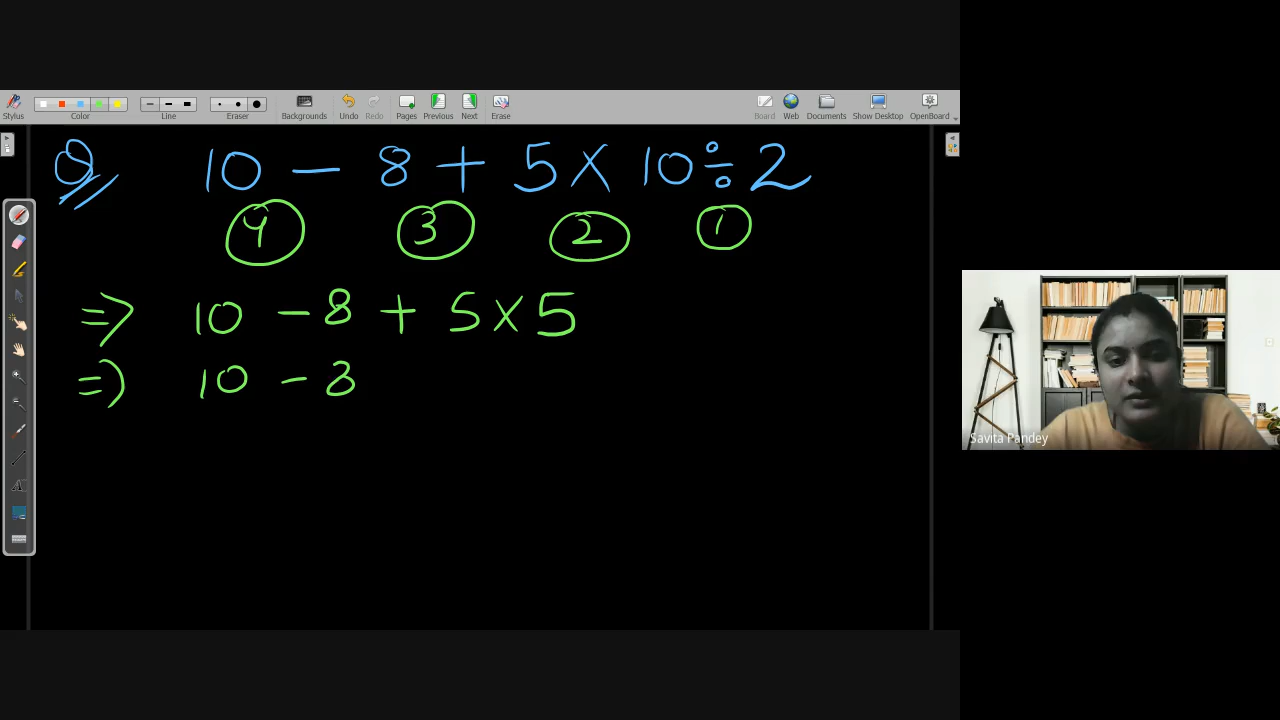 Stylus Color Line Eraser Backgrounds Undo Redo Pages Previous Next Erase Board Web Documents Show Desktop OpenBoard
Q 10 - 8 + 5 X 10 ÷ 2
4 3 2 1
=> 10 - 8 + 5 X 5
=> 10 - 8
Savita Pandey